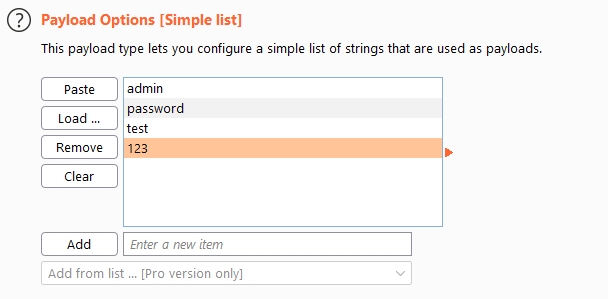 ? Payload Options [Simple list]
This payload type lets you configure a simple list of strings that are used as payloads.
Paste
Load ...
Remove
Clear
admin
password
test
123
Add
Enter a new item
Add from list ... [Pro version only]